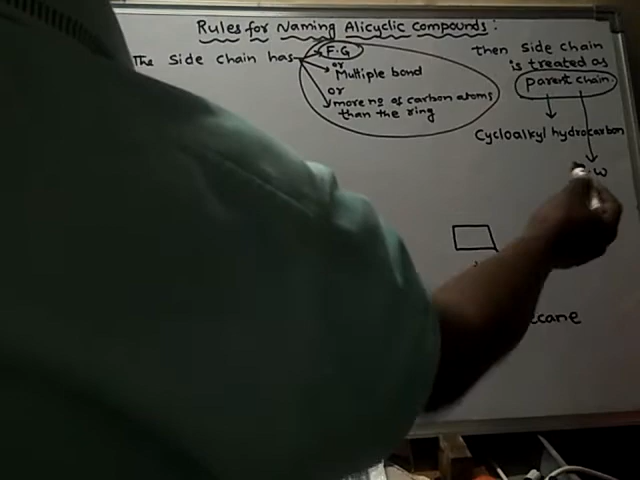 Rules for Naming Alicyclic Compounds:
The side chain has F.G
or
Multiple bond
or
more no of carbon atoms
than the ring
then side chain
is treated as
parent chain
Cycloalkyl hydrocarbon